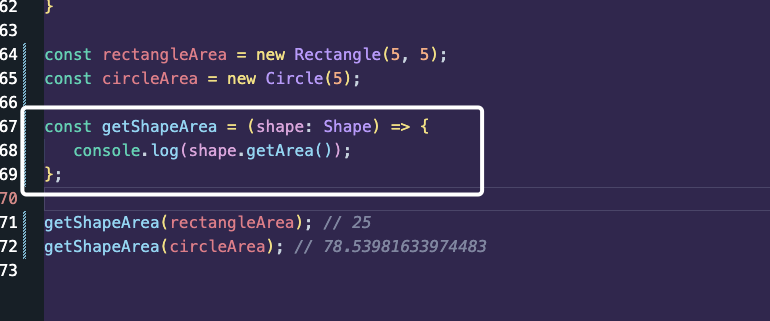 62 }
63
64 const rectangleArea = new Rectangle(5, 5);
65 const circleArea = new Circle(5);
66
67 const getShapeArea = (shape: Shape) => {
68 console.log(shape.getArea());
69 };
70
71 getShapeArea(rectangleArea); // 25
72 getShapeArea(circleArea); // 78.53981633974483
73